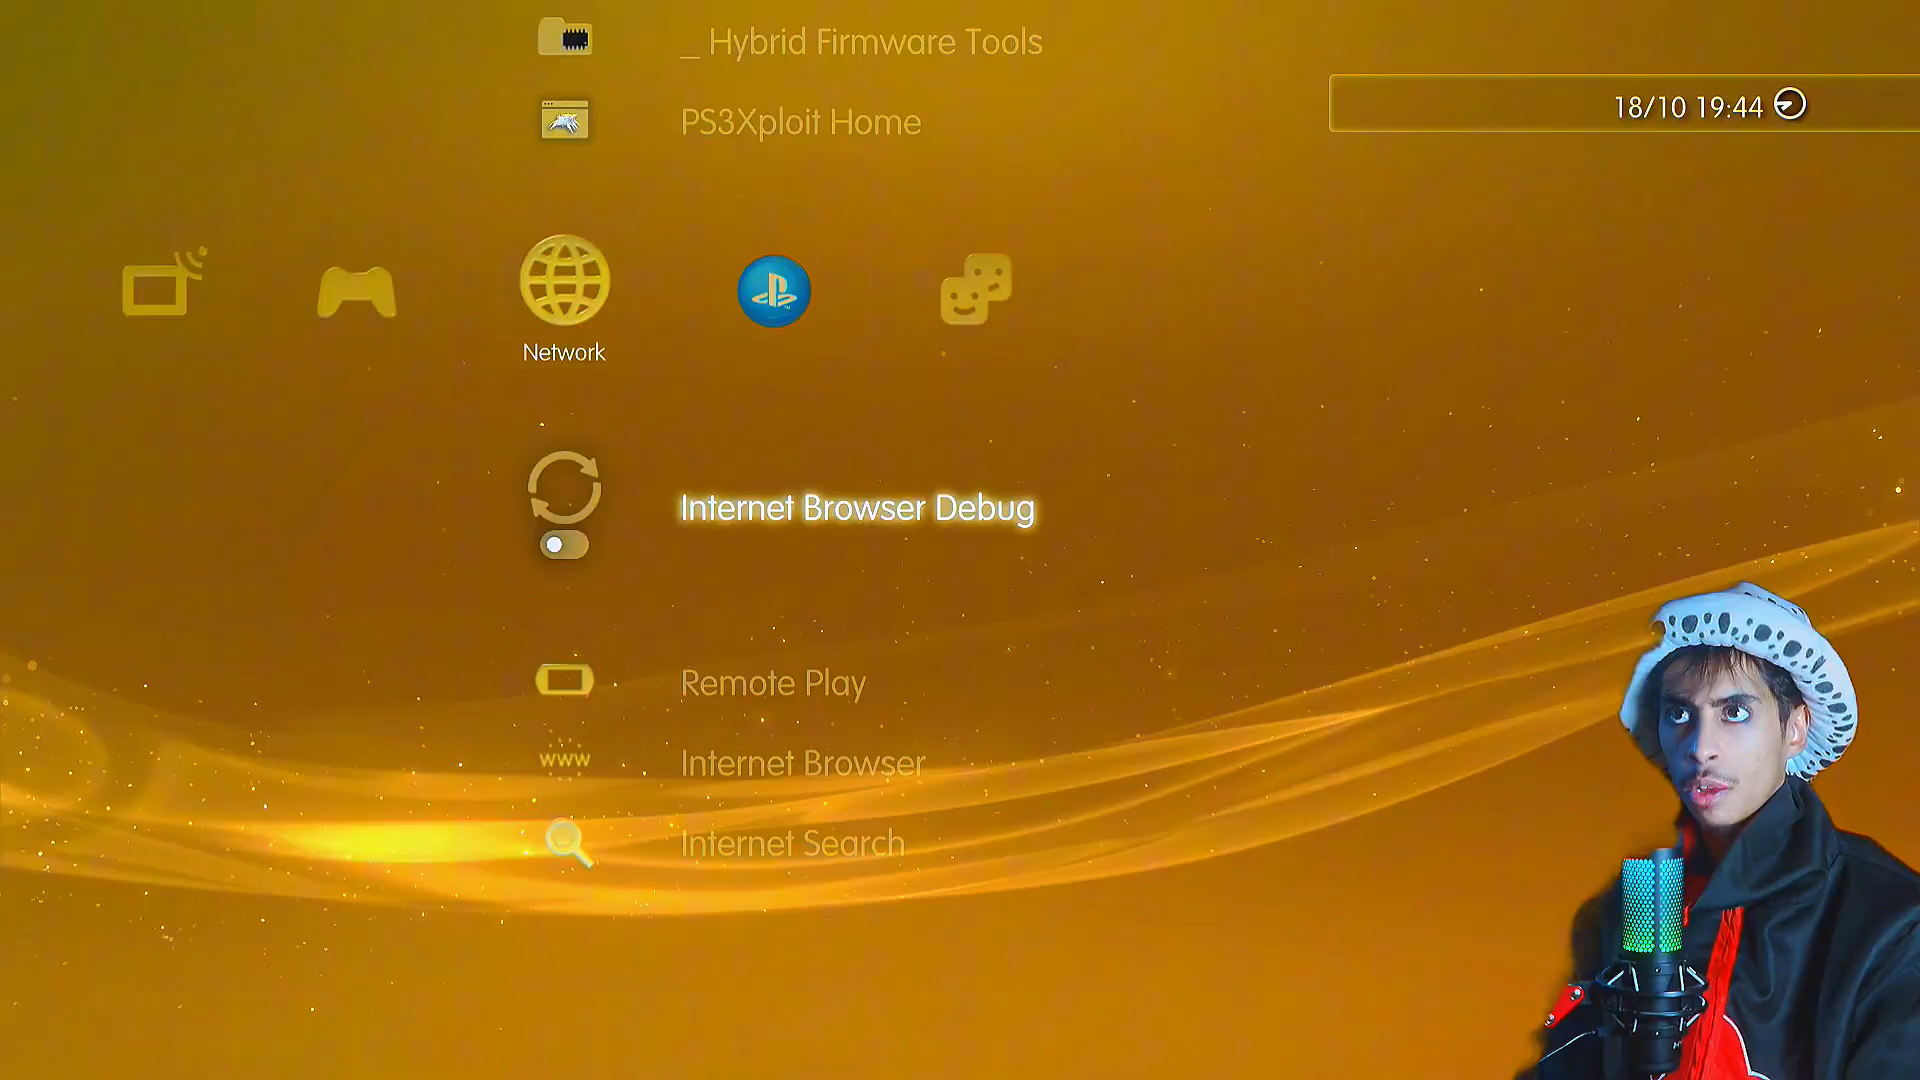 _ Hybrid Firmware Tools
PS3Xploit Home
18/10 19:44
Network
Internet Browser Debug
Remote Play
www
Internet Browser
Internet Search